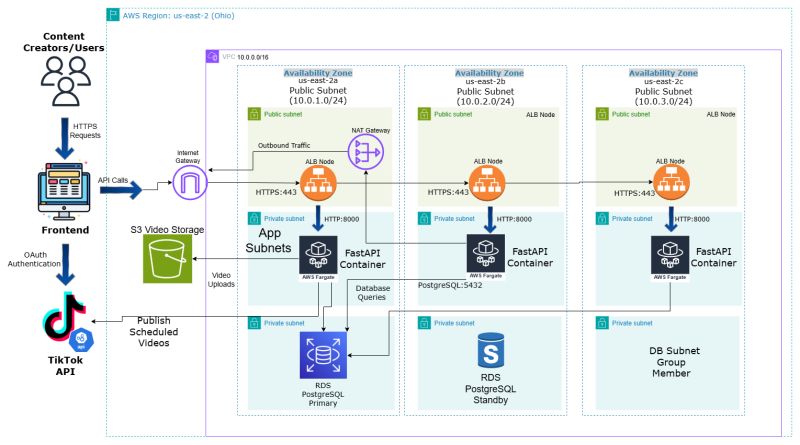 AWS Region: us-east-2 (Ohio)
Content
Creators/Users
HTTPS
Requests
API Calls
Frontend
OAuth
Authentication
TikTok
API
VPC 10.0.0.0/16
Internet
Gateway
Outbound Traffic
NAT Gateway
Availability Zone
us-east-2a
Public Subnet
(10.0.1.0/24)
Public subnet
ALB Node
HTTPS:443
HTTP:8000
Private subnet
App
Subnets
FastAPI
Container
AWS Fargate
S3 Video Storage
Video
Uploads:
Database
Queries
Publish
Scheduled
Videos
Private subnet
RDS
PostgreSQL
Primary
Availability Zone
us-east-2b
Public Subnet
(10.0.2.0/24)
Public subnet
ALB Node
ALB Node
HTTPS:443
HTTP:8000
Private subnet
FastAPI
Container
AWS Fargate
PostgreSQL:5432
Private subnet
RDS
PostgreSQL
Standby
Availability Zone
us-east-2c
Public Subnet
(10.0.3.0/24)
Public subnet
ALB Node
ALB Node
HTTPS:443
HTTP:8000
Private subnet
FastAPI
Container
AWS Fargate
Private subnet
DB Subnet
Group
Member